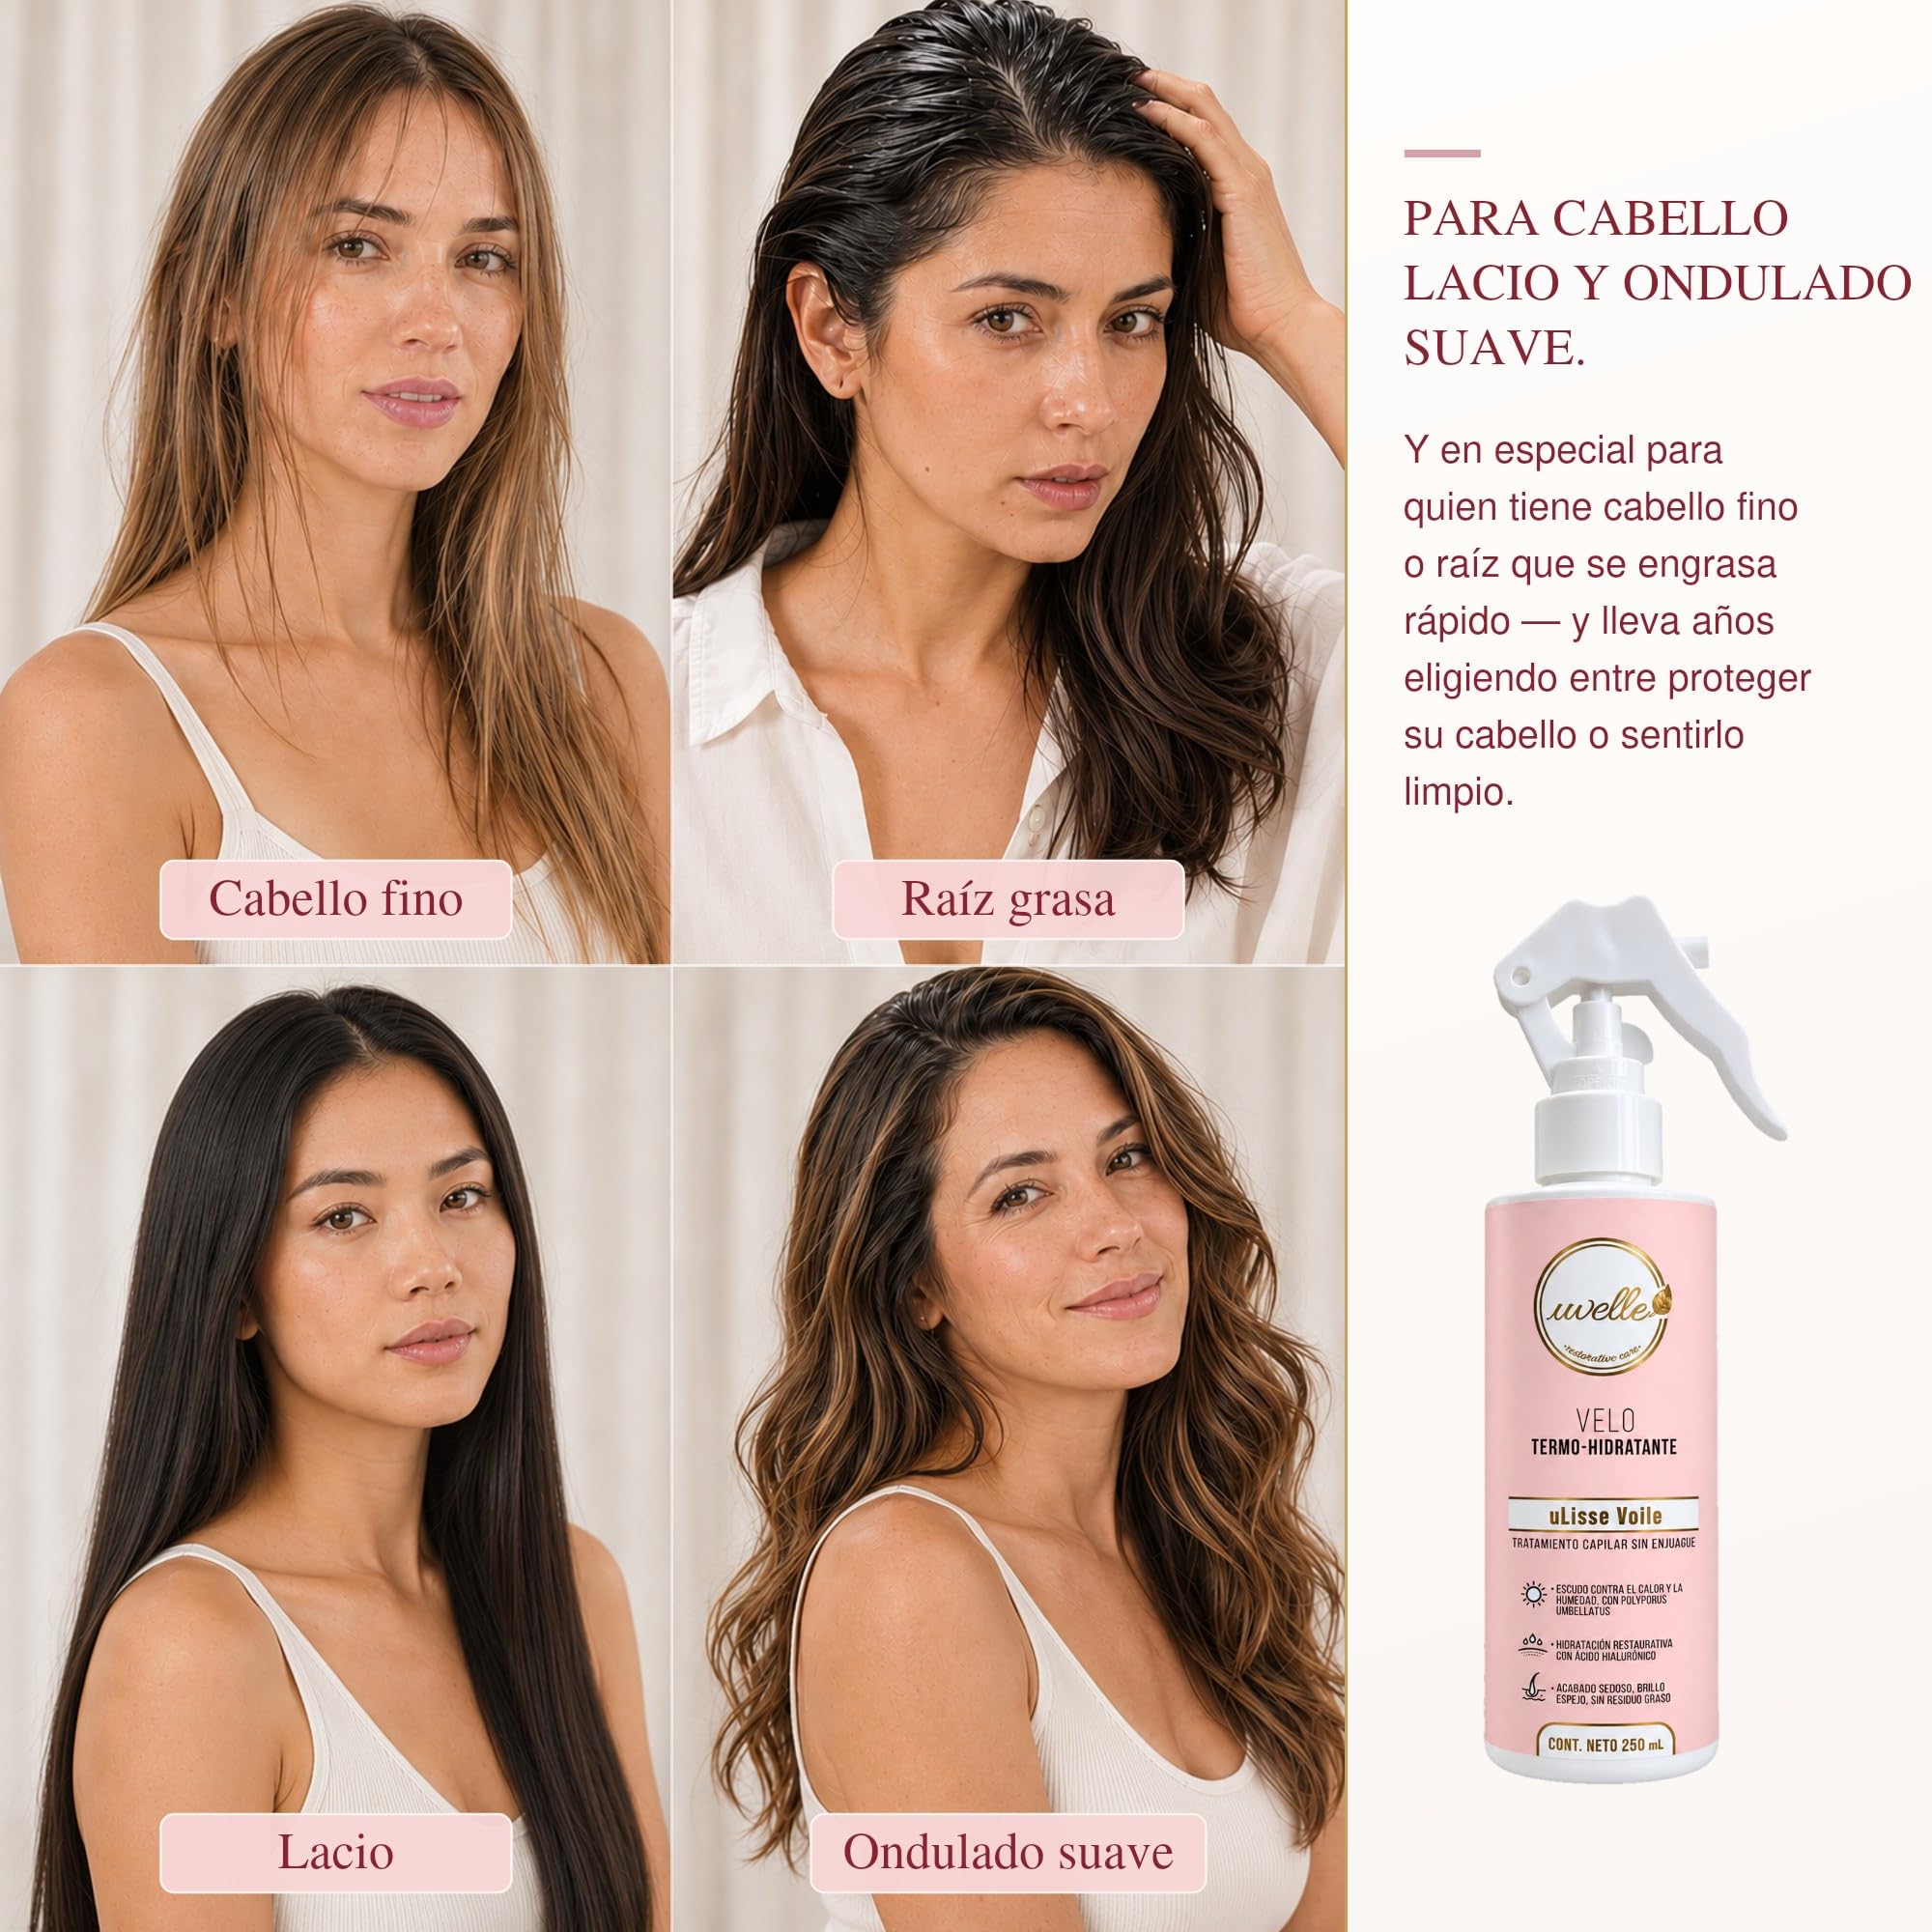 Cabello fino
Raíz grasa
Lacio
Ondulado suave
PARA CABELLO
LACIO Y ONDULADO
SUAVE.
Y en especial para
quien tiene cabello fino
o raíz que se engrasa
rápido — y lleva años
eligiendo entre proteger
su cabello o sentirlo
limpio.
uvelle
•restorative care•
VELO
TERMO-HIDRATANTE
uLisse Voile
TRATAMIENTO CAPILAR SIN ENJUAGUE
• ESCUDO CONTRA EL CALOR Y LA
HUMEDAD, CON POLYPORUS
UMBELLATUS
• HIDRATACIÓN RESTAURATIVA
CON ÁCIDO HIALURÓNICO
• ACABADO SEDOSO, BRILLO
ESPEJO, SIN RESIDUO GRASO
CONT. NETO 250 mL